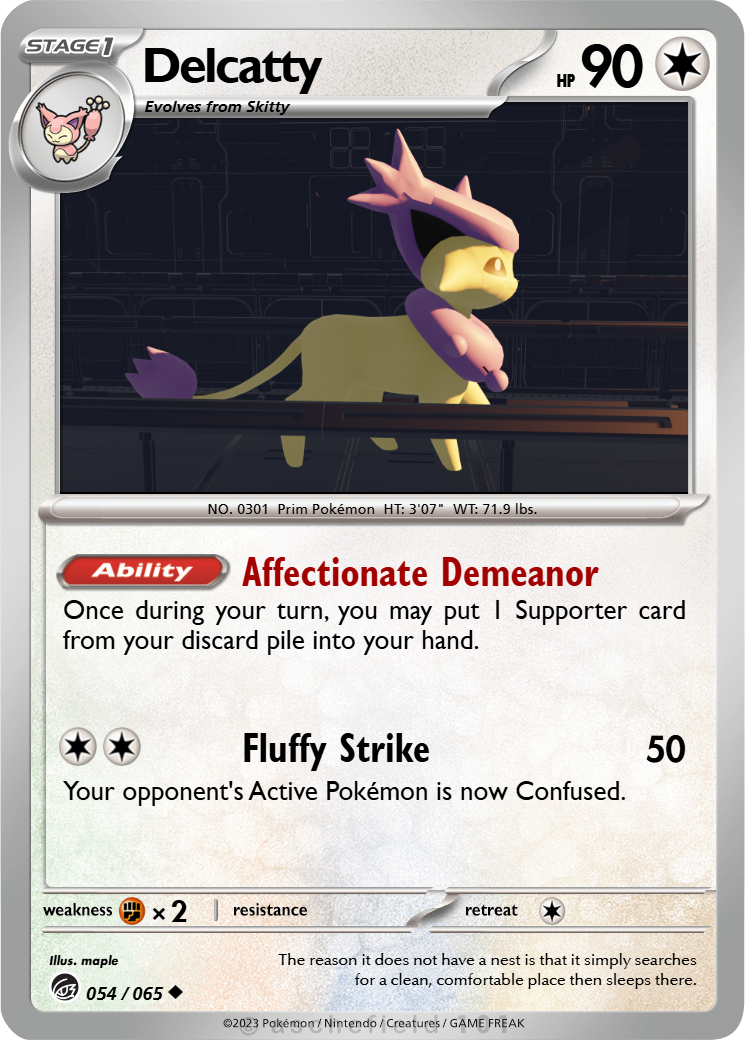 STAGE 1
Delcatty
HP 90
Evolves from Skitty
NO. 0301 Prim Pokémon HT: 3'07" WT: 71.9 lbs.
Ability Affectionate Demeanor
Once during your turn, you may put 1 Supporter card
from your discard pile into your hand.
Fluffy Strike 50
Your opponent's Active Pokémon is now Confused.
weakness × 2 resistance retreat
Illus. maple
The reason it does not have a nest is that it simply searches
for a clean, comfortable place then sleeps there.
054 / 065
©2023 Pokémon / Nintendo / Creatures / GAME FREAK